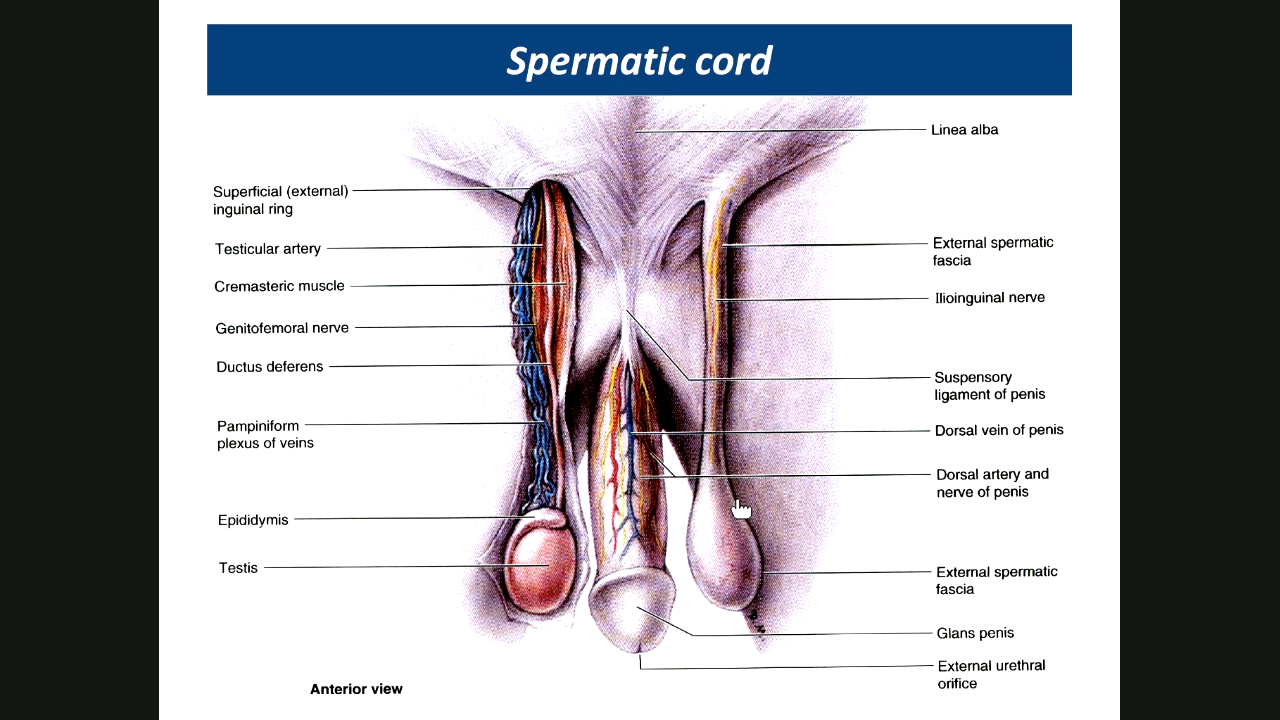 Spermatic cord
Linea alba
Superficial (external)
inguinal ring
Testicular artery
Cremasteric muscle
Genitofemoral nerve
Ductus deferens
Pampiniform
plexus of veins
Epididymis
Testis
External spermatic
fascia
Ilioinguinal nerve
Suspensory
ligament of penis
Dorsal vein of penis
Dorsal artery and
nerve of penis
External spermatic
fascia
Glans penis
External urethral
orifice
Anterior view